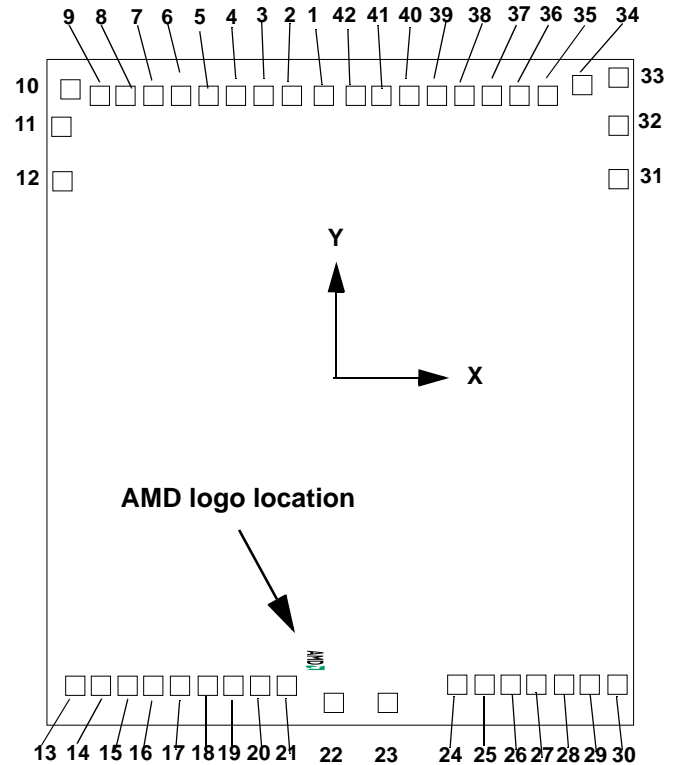 9 8 7 6 5 4 3 2 1 42 41 40 39 38 37 36 35 34
10 33
11 32
12 31
Y
X
AMD logo location
AMD
13 14 15 16 17 18 19 20 21 22 23 24 25 26 27 28 29 30